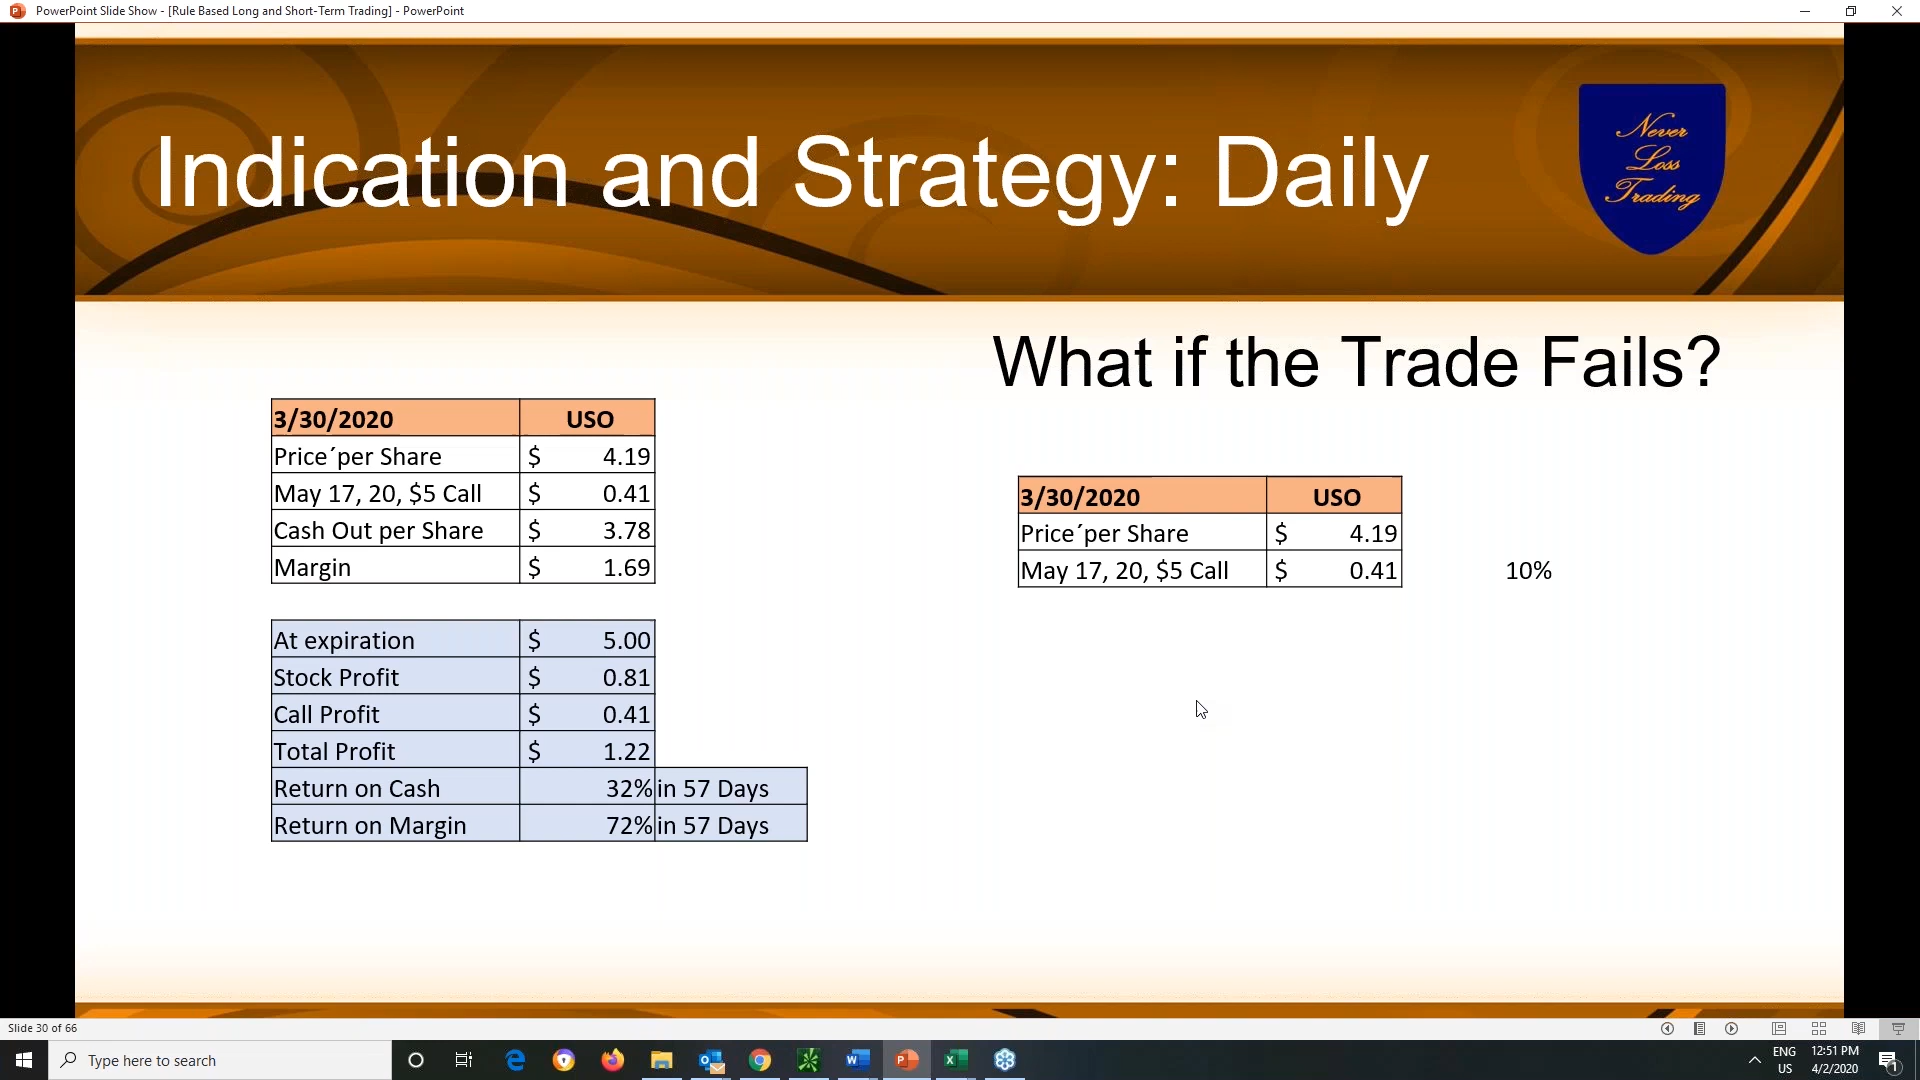 PowerPoint Slide Show - [Rule Based Long and Short-Term Trading] - PowerPoint
Indication and Strategy: Daily
Never
Loss
Trading
What if the Trade Fails?
3/30/2020 USO
Price´per Share $ 4.19
May 17, 20, $5 Call $ 0.41
Cash Out per Share $ 3.78
Margin $ 1.69
At expiration $ 5.00
Stock Profit $ 0.81
Call Profit $ 0.41
Total Profit $ 1.22
Return on Cash 32% in 57 Days
Return on Margin 72% in 57 Days
3/30/2020 USO
Price´per Share $ 4.19
May 17, 20, $5 Call $ 0.41 10%
Slide 30 of 66
Type here to search
ENG
US
12:51 PM
4/2/2020
1